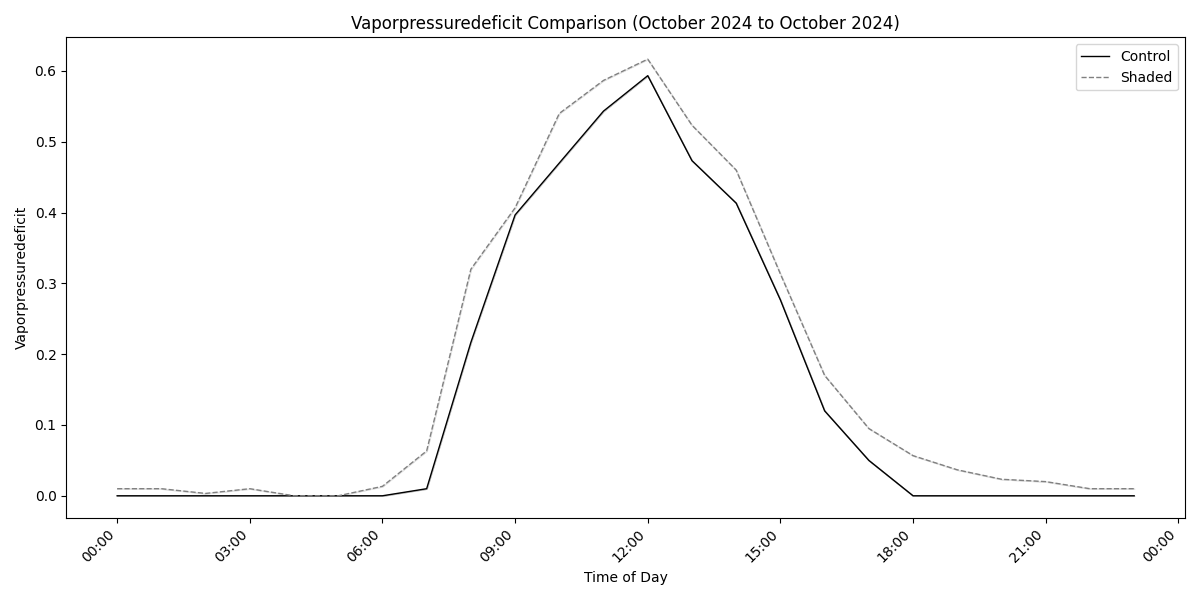 Vaporpressuredeficit Comparison (October 2024 to October 2024)
Control
Shaded
Vaporpressuredeficit
0.6
0.5
0.4
0.3
0.2
0.1
0.0
00:00 03:00 06:00 09:00 12:00 15:00 18:00 21:00 00:00
Time of Day